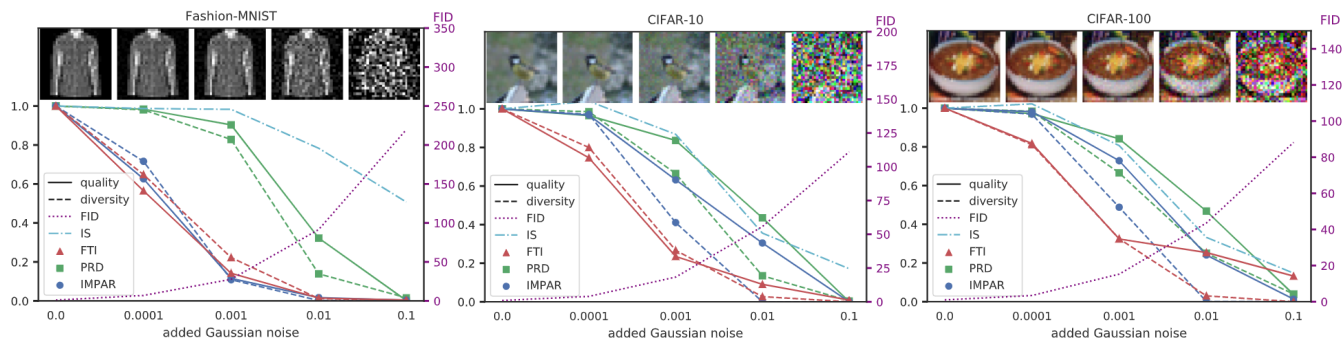 Fashion-MNIST
FID
350
300
250
200
150
100
50
0
1.0
0.8
0.6
0.4
0.2
0.0
quality
diversity
FID
IS
FTI
PRD
IMPAR
0.0 0.0001 0.001 0.01 0.1
added Gaussian noise
CIFAR-10
FID
200
175
150
125
100
75
50
25
0
1.0
0.8
0.6
0.4
0.2
0.0
quality
diversity
FID
IS
FTI
PRD
IMPAR
0.0 0.0001 0.001 0.01 0.1
added Gaussian noise
CIFAR-100
FID
140
120
100
80
60
40
20
0
1.0
0.8
0.6
0.4
0.2
0.0
quality
diversity
FID
IS
FTI
PRD
IMPAR
0.0 0.0001 0.001 0.01 0.1
added Gaussian noise